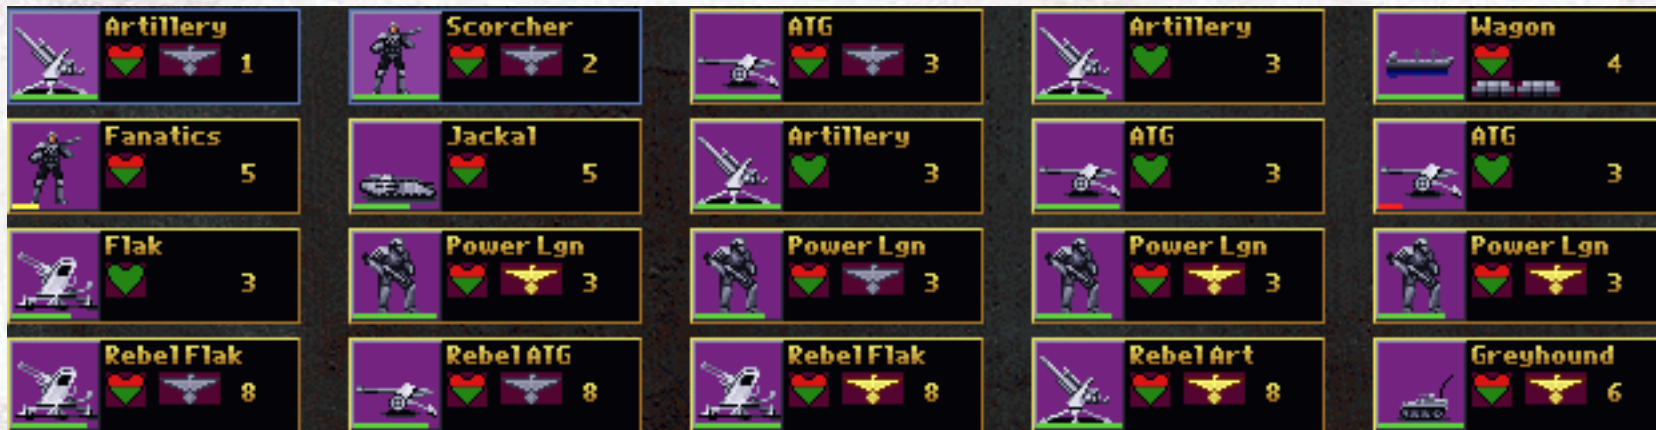 Artillery
1
Scorcher
2
ATG
3
Artillery
3
Wagon
4
Fanatics
5
Jackal
5
Artillery
3
ATG
3
ATG
3
Flak
3
Power Lgn
3
Power Lgn
3
Power Lgn
3
Power Lgn
3
Rebel Flak
8
Rebel ATG
8
Rebel Flak
8
Rebel Art
8
Greyhound
6